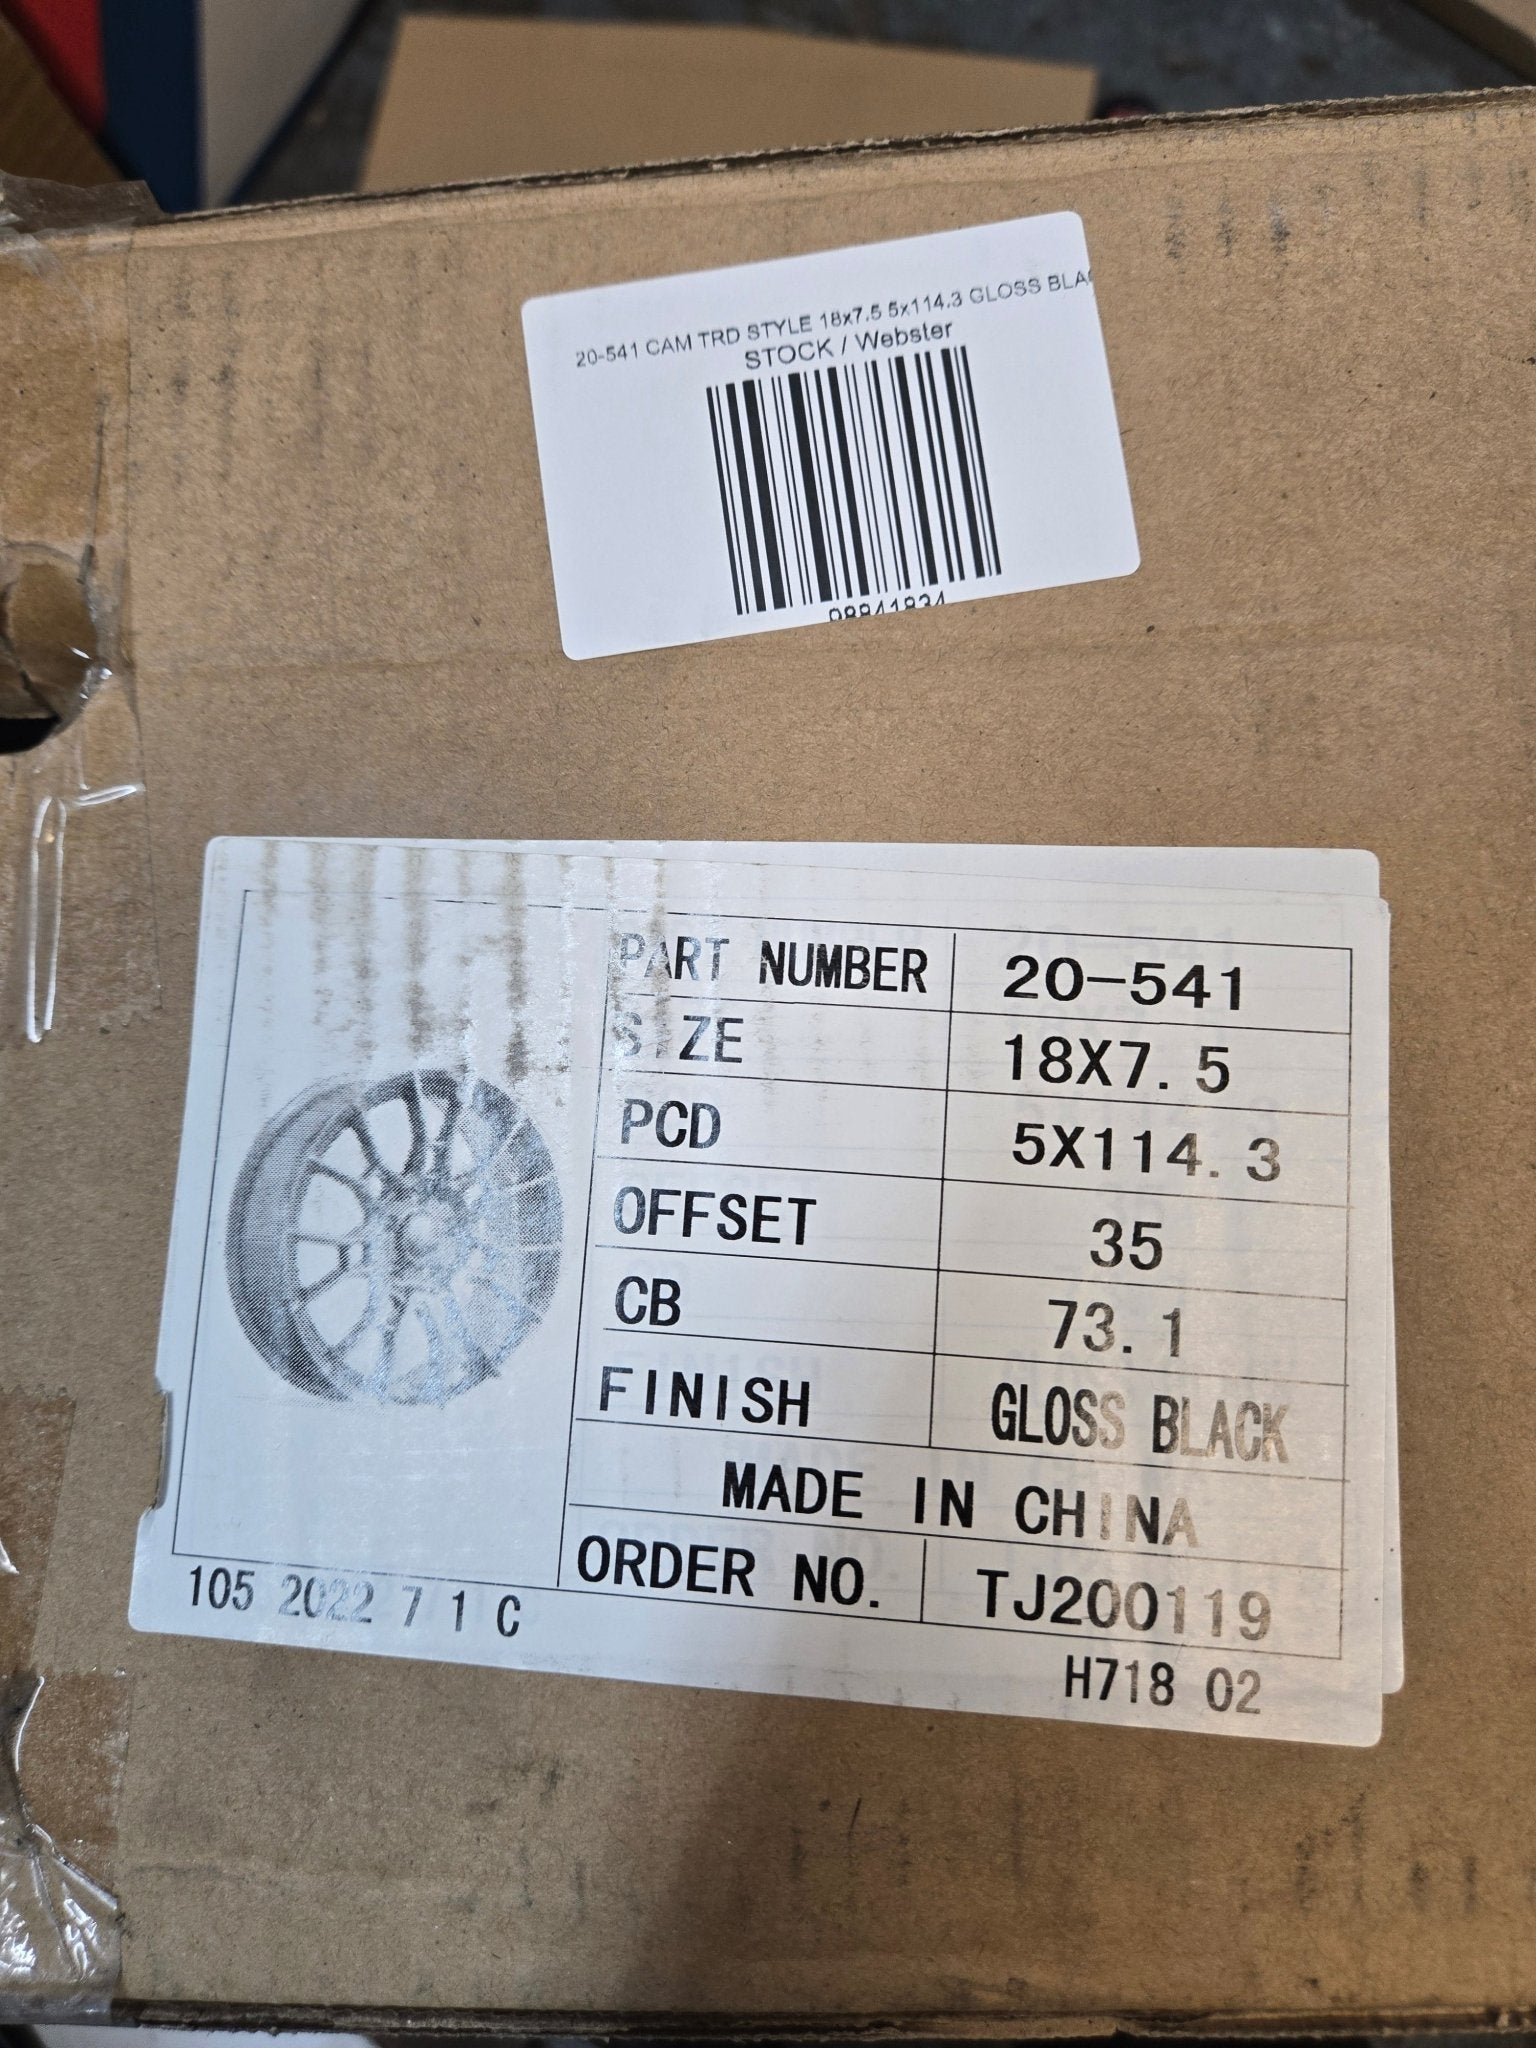 20-541 CAM TRD STYLE 18x7.5 5x114.3 GLOSS BLA
STOCK / Webster
08841834
PART NUMBER 20-541
SIZE 18X7.5
PCD 5X114.3
OFFSET 35
CB 73.1
FINISH GLOSS BLACK
MADE IN CHINA
ORDER NO. TJ200119
105 2022 7 1 C
H718 02